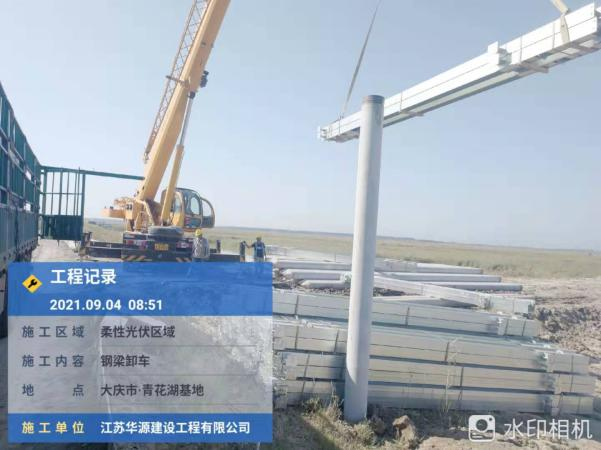 工程记录
2021.09.04 08:51
施工区域 柔性光伏区域
施工内容 钢梁卸车
地点 大庆市·青花湖基地
施工单位 江苏华源建设工程有限公司
水印相机